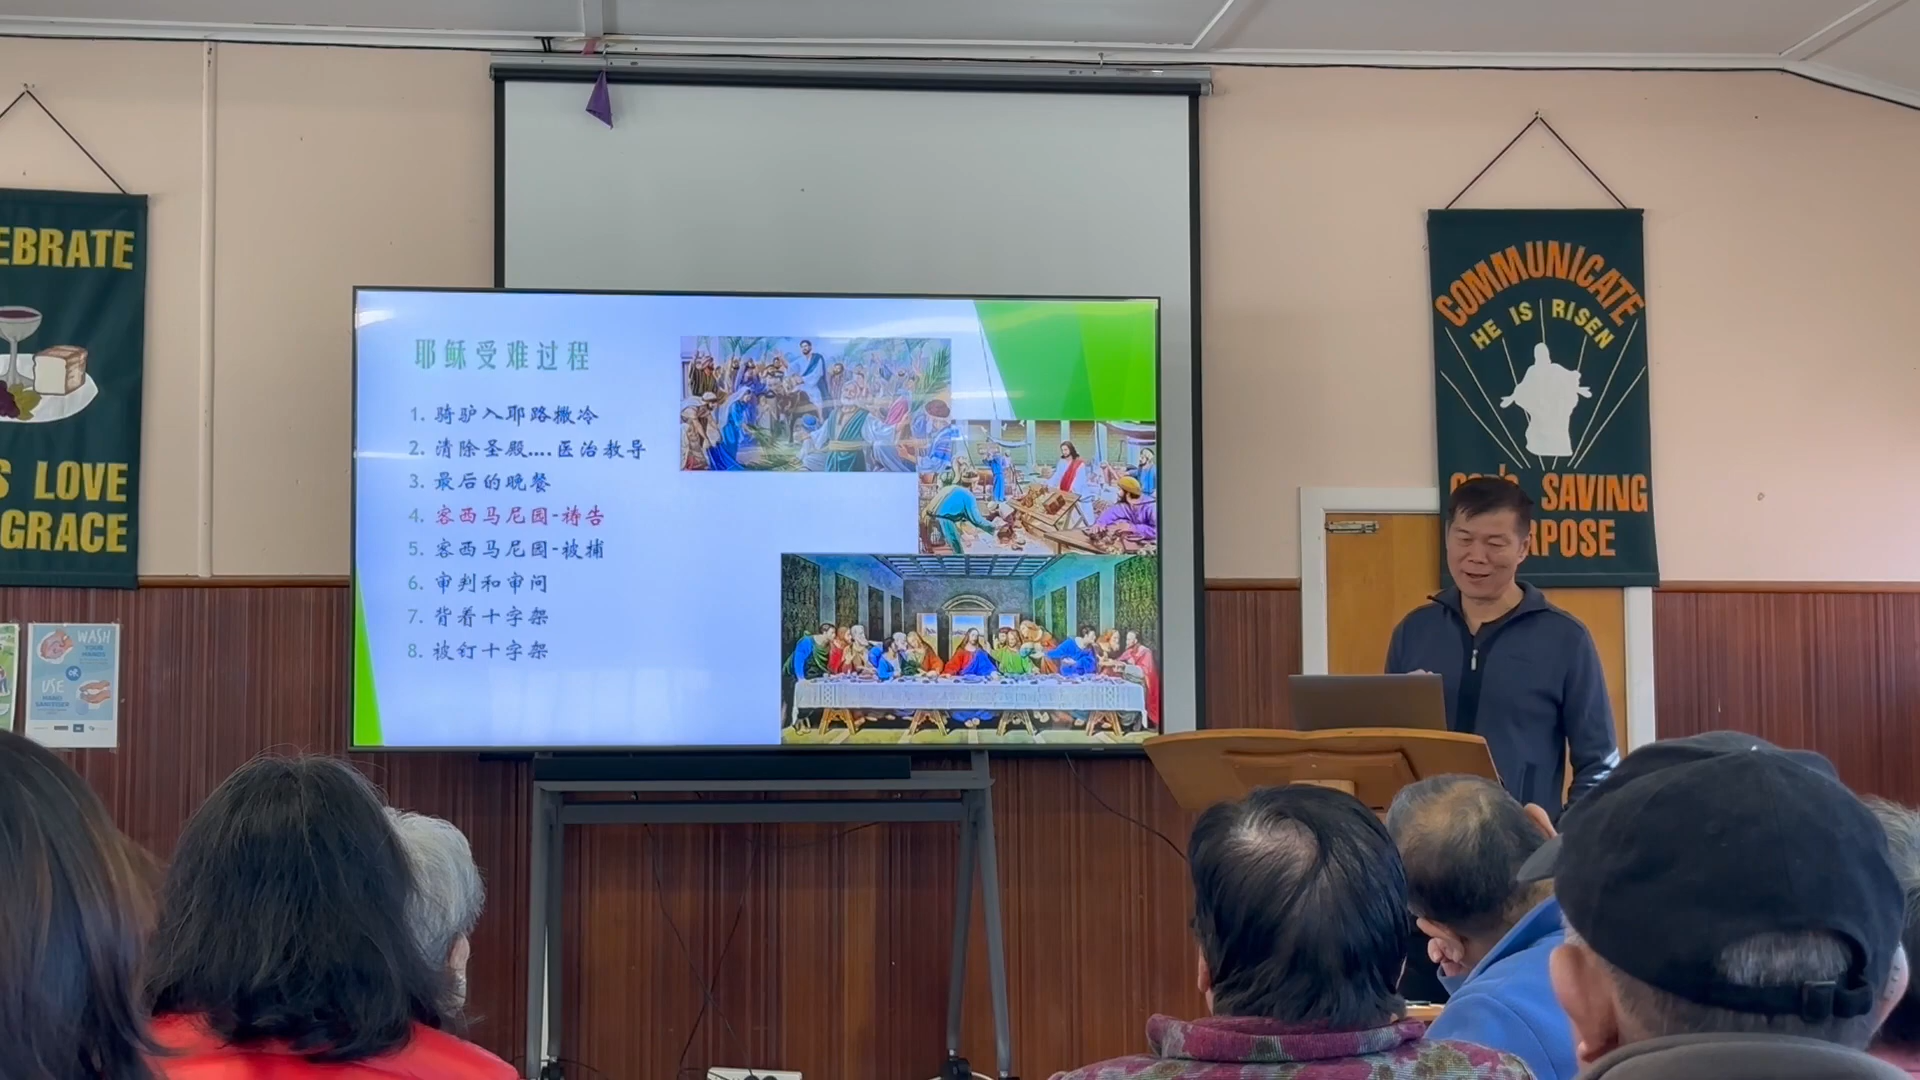 EBRATE
S LOVE
GRACE
WASH
YOUR
HANDS
OR
USE
HAND
SANITISER
耶稣受难过程
1. 骑驴入耶路撒冷
2. 清除圣殿....医治教导
3. 最后的晚餐
4. 客西马尼园-祷告
5. 客西马尼园-被捕
6. 审判和审问
7. 背着十字架
8. 被钉十字架
COMMUNICATE
HE IS RISEN
SAVING
RPOSE